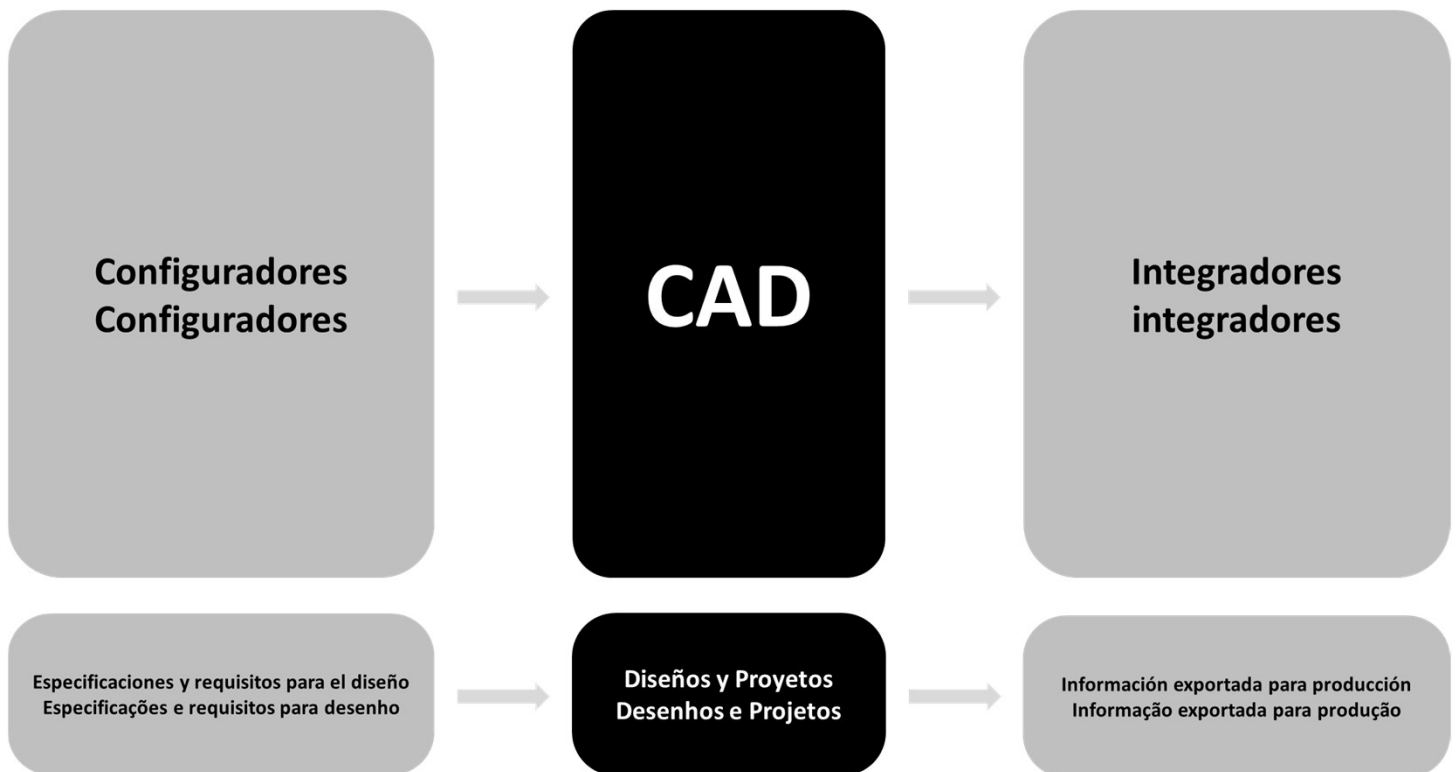 Configuradores
Configuradores
CAD
Integradores
integradores
Especificaciones y requisitos para el diseño
Especificações e requisitos para desenho
Diseños y Proyetos
Desenhos e Projetos
Información exportada para producción
Informação exportada para produção